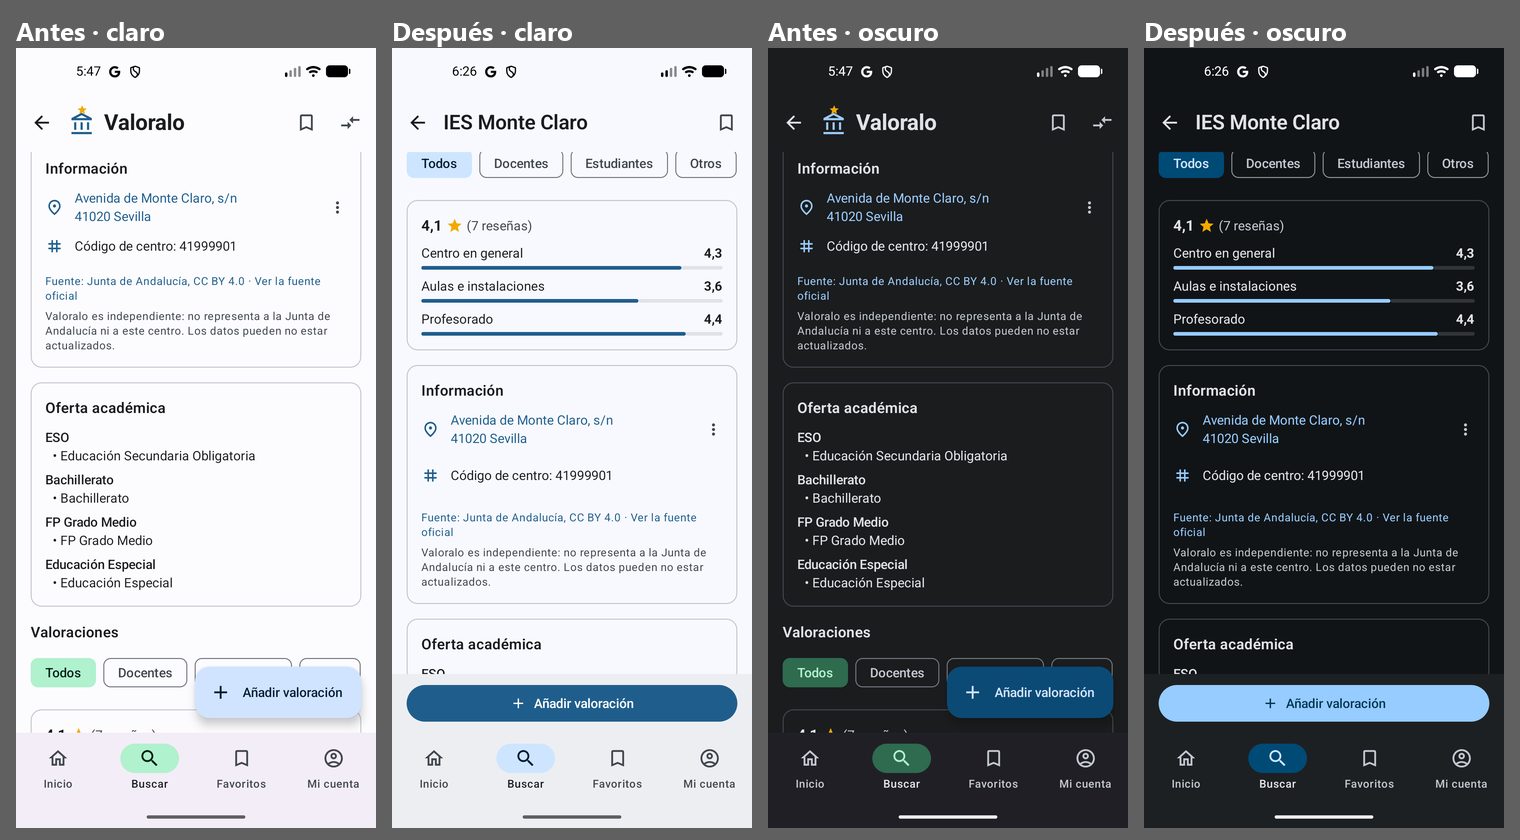 Antes · claro
5:47
Valoralo
Información
Avenida de Monte Claro, s/n
41020 Sevilla
Código de centro: 41999901
Fuente: Junta de Andalucía, CC BY 4.0 · Ver la fuente
oficial
Valoralo es independiente: no representa a la Junta de
Andalucía ni a este centro. Los datos pueden no estar
actualizados.
Oferta académica
ESO
• Educación Secundaria Obligatoria
Bachillerato
• Bachillerato
FP Grado Medio
• FP Grado Medio
Educación Especial
• Educación Especial
Valoraciones
Todos
Docentes
Añadir valoración
Inicio
Buscar
Favoritos
Mi cuenta
Después · claro
6:26
IES Monte Claro
Todos
Docentes
Estudiantes
Otros
4,1 (7 reseñas)
Centro en general 4,3
Aulas e instalaciones 3,6
Profesorado 4,4
Información
Avenida de Monte Claro, s/n
41020 Sevilla
Código de centro: 41999901
Fuente: Junta de Andalucía, CC BY 4.0 · Ver la fuente
oficial
Valoralo es independiente: no representa a la Junta de
Andalucía ni a este centro. Los datos pueden no estar
actualizados.
Oferta académica
ESO
+ Añadir valoración
Inicio
Buscar
Favoritos
Mi cuenta
Antes · oscuro
5:47
Valoralo
Información
Avenida de Monte Claro, s/n
41020 Sevilla
Código de centro: 41999901
Fuente: Junta de Andalucía, CC BY 4.0 · Ver la fuente
oficial
Valoralo es independiente: no representa a la Junta de
Andalucía ni a este centro. Los datos pueden no estar
actualizados.
Oferta académica
ESO
• Educación Secundaria Obligatoria
Bachillerato
• Bachillerato
FP Grado Medio
• FP Grado Medio
Educación Especial
• Educación Especial
Valoraciones
Todos
Docentes
Añadir valoración
Inicio
Buscar
Favoritos
Mi cuenta
Después · oscuro
6:26
IES Monte Claro
Todos
Docentes
Estudiantes
Otros
4,1 (7 reseñas)
Centro en general 4,3
Aulas e instalaciones 3,6
Profesorado 4,4
Información
Avenida de Monte Claro, s/n
41020 Sevilla
Código de centro: 41999901
Fuente: Junta de Andalucía, CC BY 4.0 · Ver la fuente
oficial
Valoralo es independiente: no representa a la Junta de
Andalucía ni a este centro. Los datos pueden no estar
actualizados.
Oferta académica
ESO
+ Añadir valoración
Inicio
Buscar
Favoritos
Mi cuenta